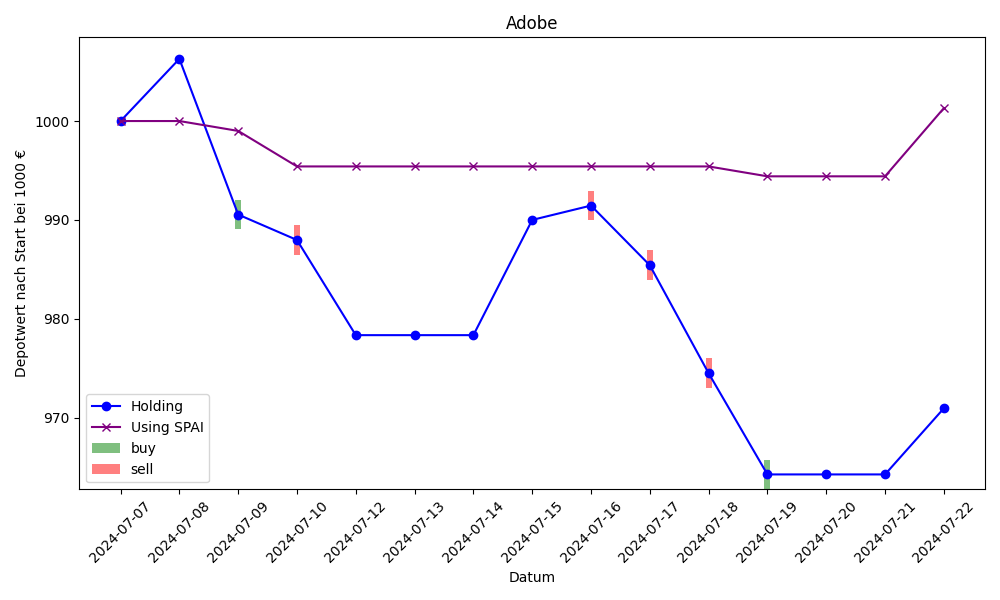 Adobe
Depotwert nach Start bei 1000 €
1000
990
980
970
Holding
Using SPAI
buy
sell
2024-07-07
2024-07-08
2024-07-09
2024-07-10
2024-07-12
2024-07-13
2024-07-14
2024-07-15
2024-07-16
2024-07-17
2024-07-18
2024-07-19
2024-07-20
2024-07-21
2024-07-22
Datum